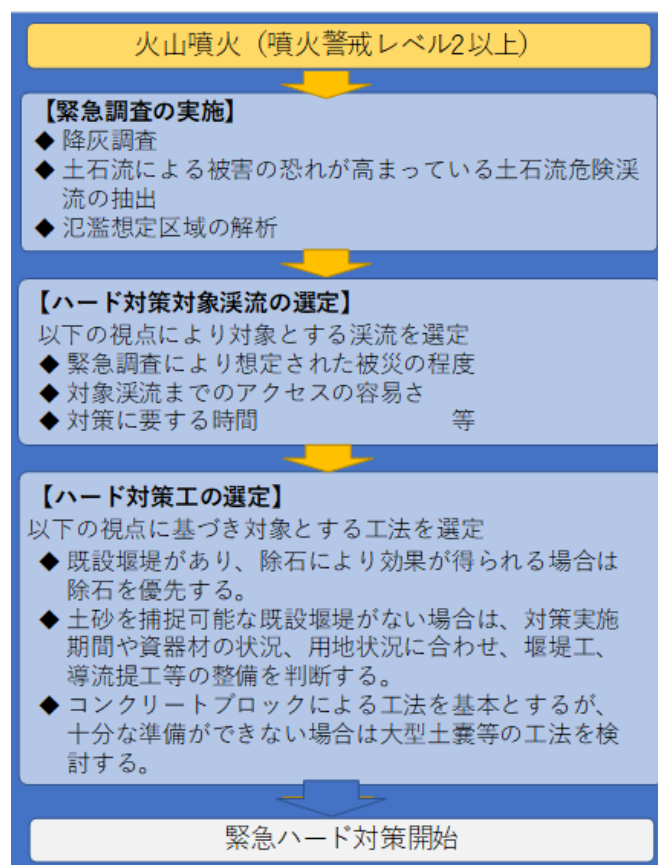 火山噴火（噴火警戒レベル2以上）
【緊急調査の実施】
◆ 降灰調査
◆ 土石流による被害の恐れが高まっている土石流危険渓
流の抽出
◆ 氾濫想定区域の解析
【ハード対策対象渓流の選定】
以下の視点により対象とする渓流を選定
◆ 緊急調査により想定された被災の程度
◆ 対象渓流までのアクセスの容易さ
◆ 対策に要する時間　　　　　　　　等
【ハード対策工の選定】
以下の視点に基づき対象とする工法を選定
◆ 既設堰堤があり、除石により効果が得られる場合は
除石を優先する。
◆ 土砂を捕捉可能な既設堰堤がない場合は、対策実施
期間や資器材の状況、用地状況に合わせ、堰堤工、
導流提工等の整備を判断する。
◆ コンクリートブロックによる工法を基本とするが、
十分な準備ができない場合は大型土嚢等の工法を検
討する。
緊急ハード対策開始